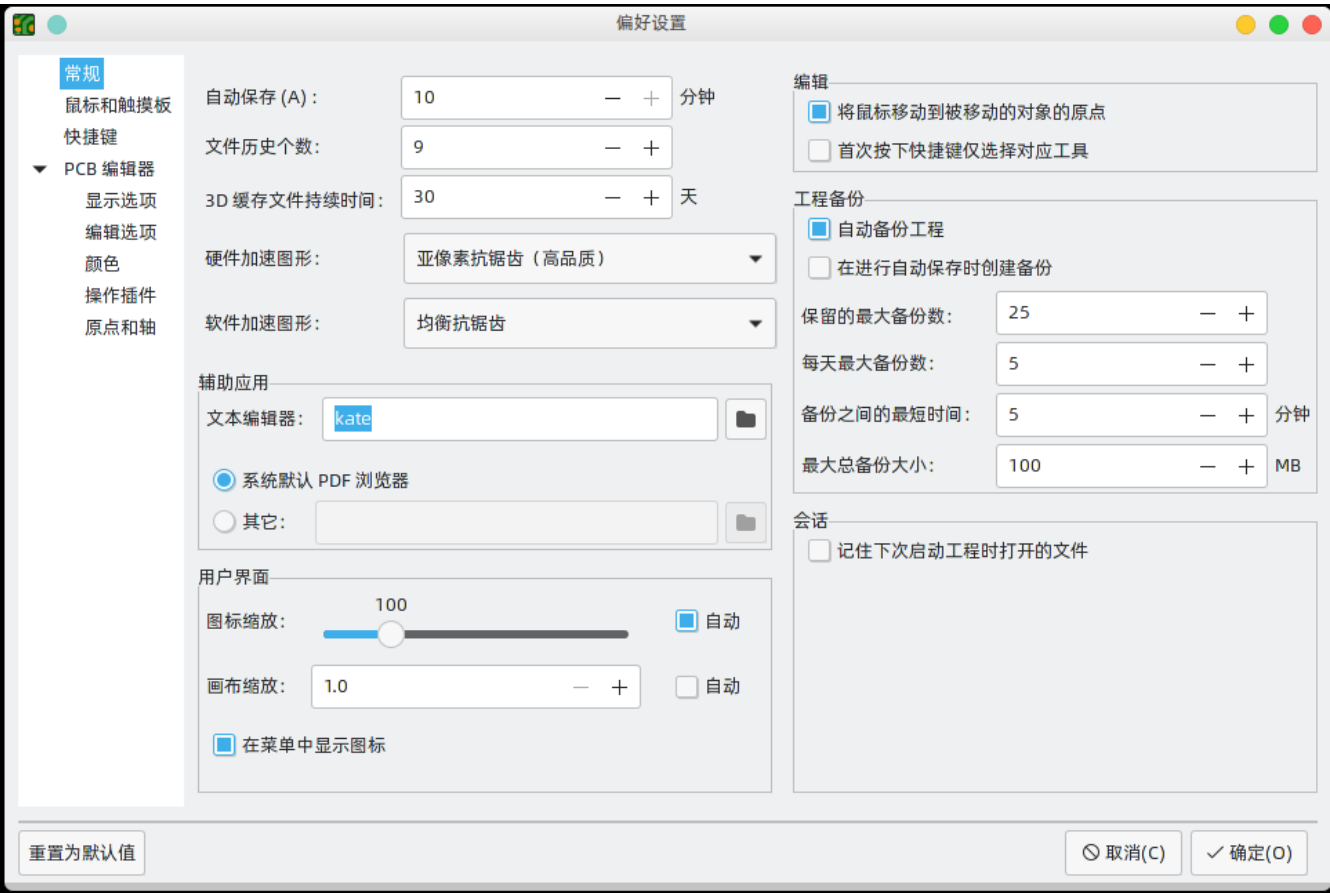 偏好设置
常规
鼠标和触摸板
快捷键
PCB 编辑器
显示选项
编辑选项
颜色
操作插件
原点和轴
自动保存 (A) : 10 分钟
文件历史个数: 9
3D 缓存文件持续时间: 30 天
硬件加速图形: 亚像素抗锯齿（高品质）
软件加速图形: 均衡抗锯齿
辅助应用
文本编辑器: kate
系统默认 PDF 浏览器
其它:
用户界面
100
图标缩放: 自动
画布缩放: 1.0 自动
在菜单中显示图标
编辑
将鼠标移动到被移动的对象的原点
首次按下快捷键仅选择对应工具
工程备份
自动备份工程
在进行自动保存时创建备份
保留的最大备份数: 25
每天最大备份数: 5
备份之间的最短时间: 5 分钟
最大总备份大小: 100 MB
会话
记住下次启动工程时打开的文件
重置为默认值
取消(C)
确定(O)